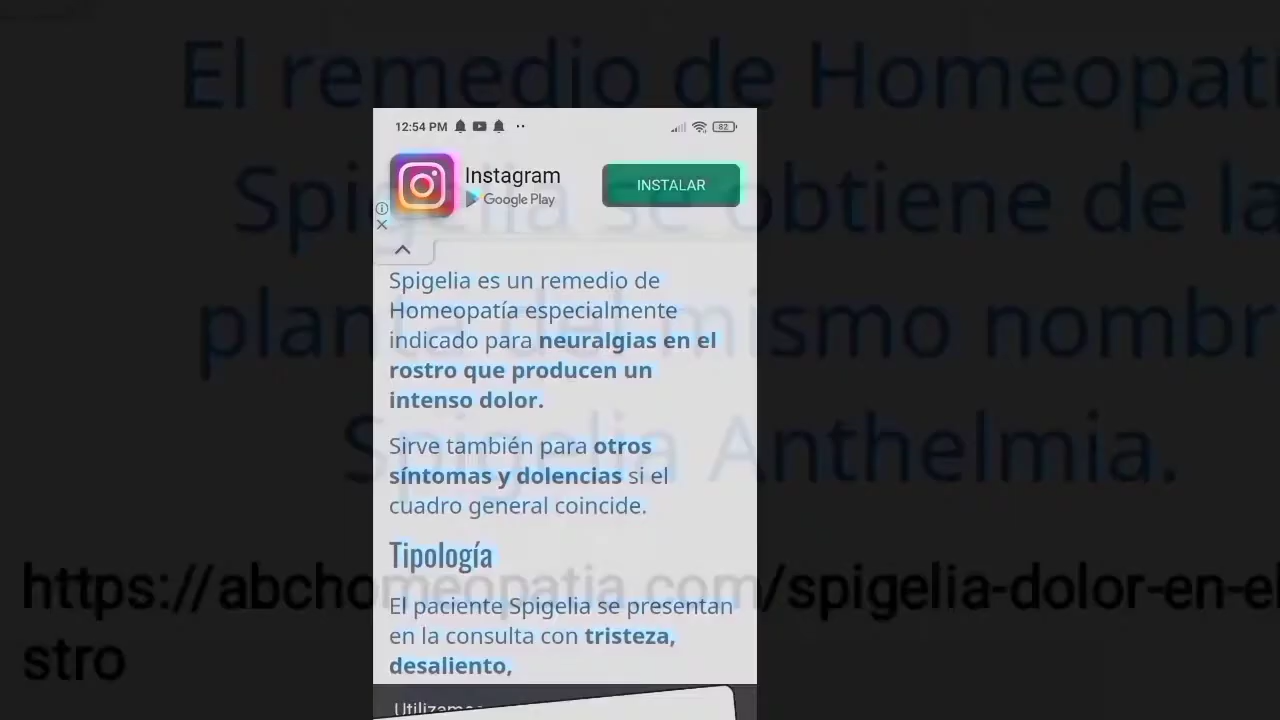 El remedio de Homeopati
Spigelia se obtiene de la
planta del mismo nombr
Spigelia Anthelmia.
https://abchomeopatia.com/spigelia-dolor-en-el
stro
12:54 PM
82
Instagram
Google Play
INSTALAR
Spigelia es un remedio de
Homeopatía especialmente
indicado para neuralgias en el
rostro que producen un
intenso dolor.
Sirve también para otros
síntomas y dolencias si el
cuadro general coincide.
Tipología
El paciente Spigelia se presentan
en la consulta con tristeza,
desaliento,
Utilizamos